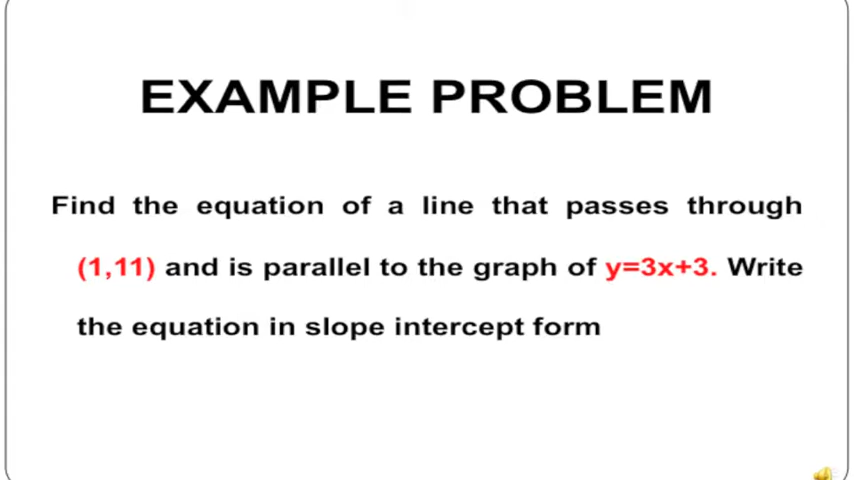 EXAMPLE PROBLEM
Find the equation of a line that passes through
(1,11) and is parallel to the graph of y=3x+3. Write
the equation in slope intercept form